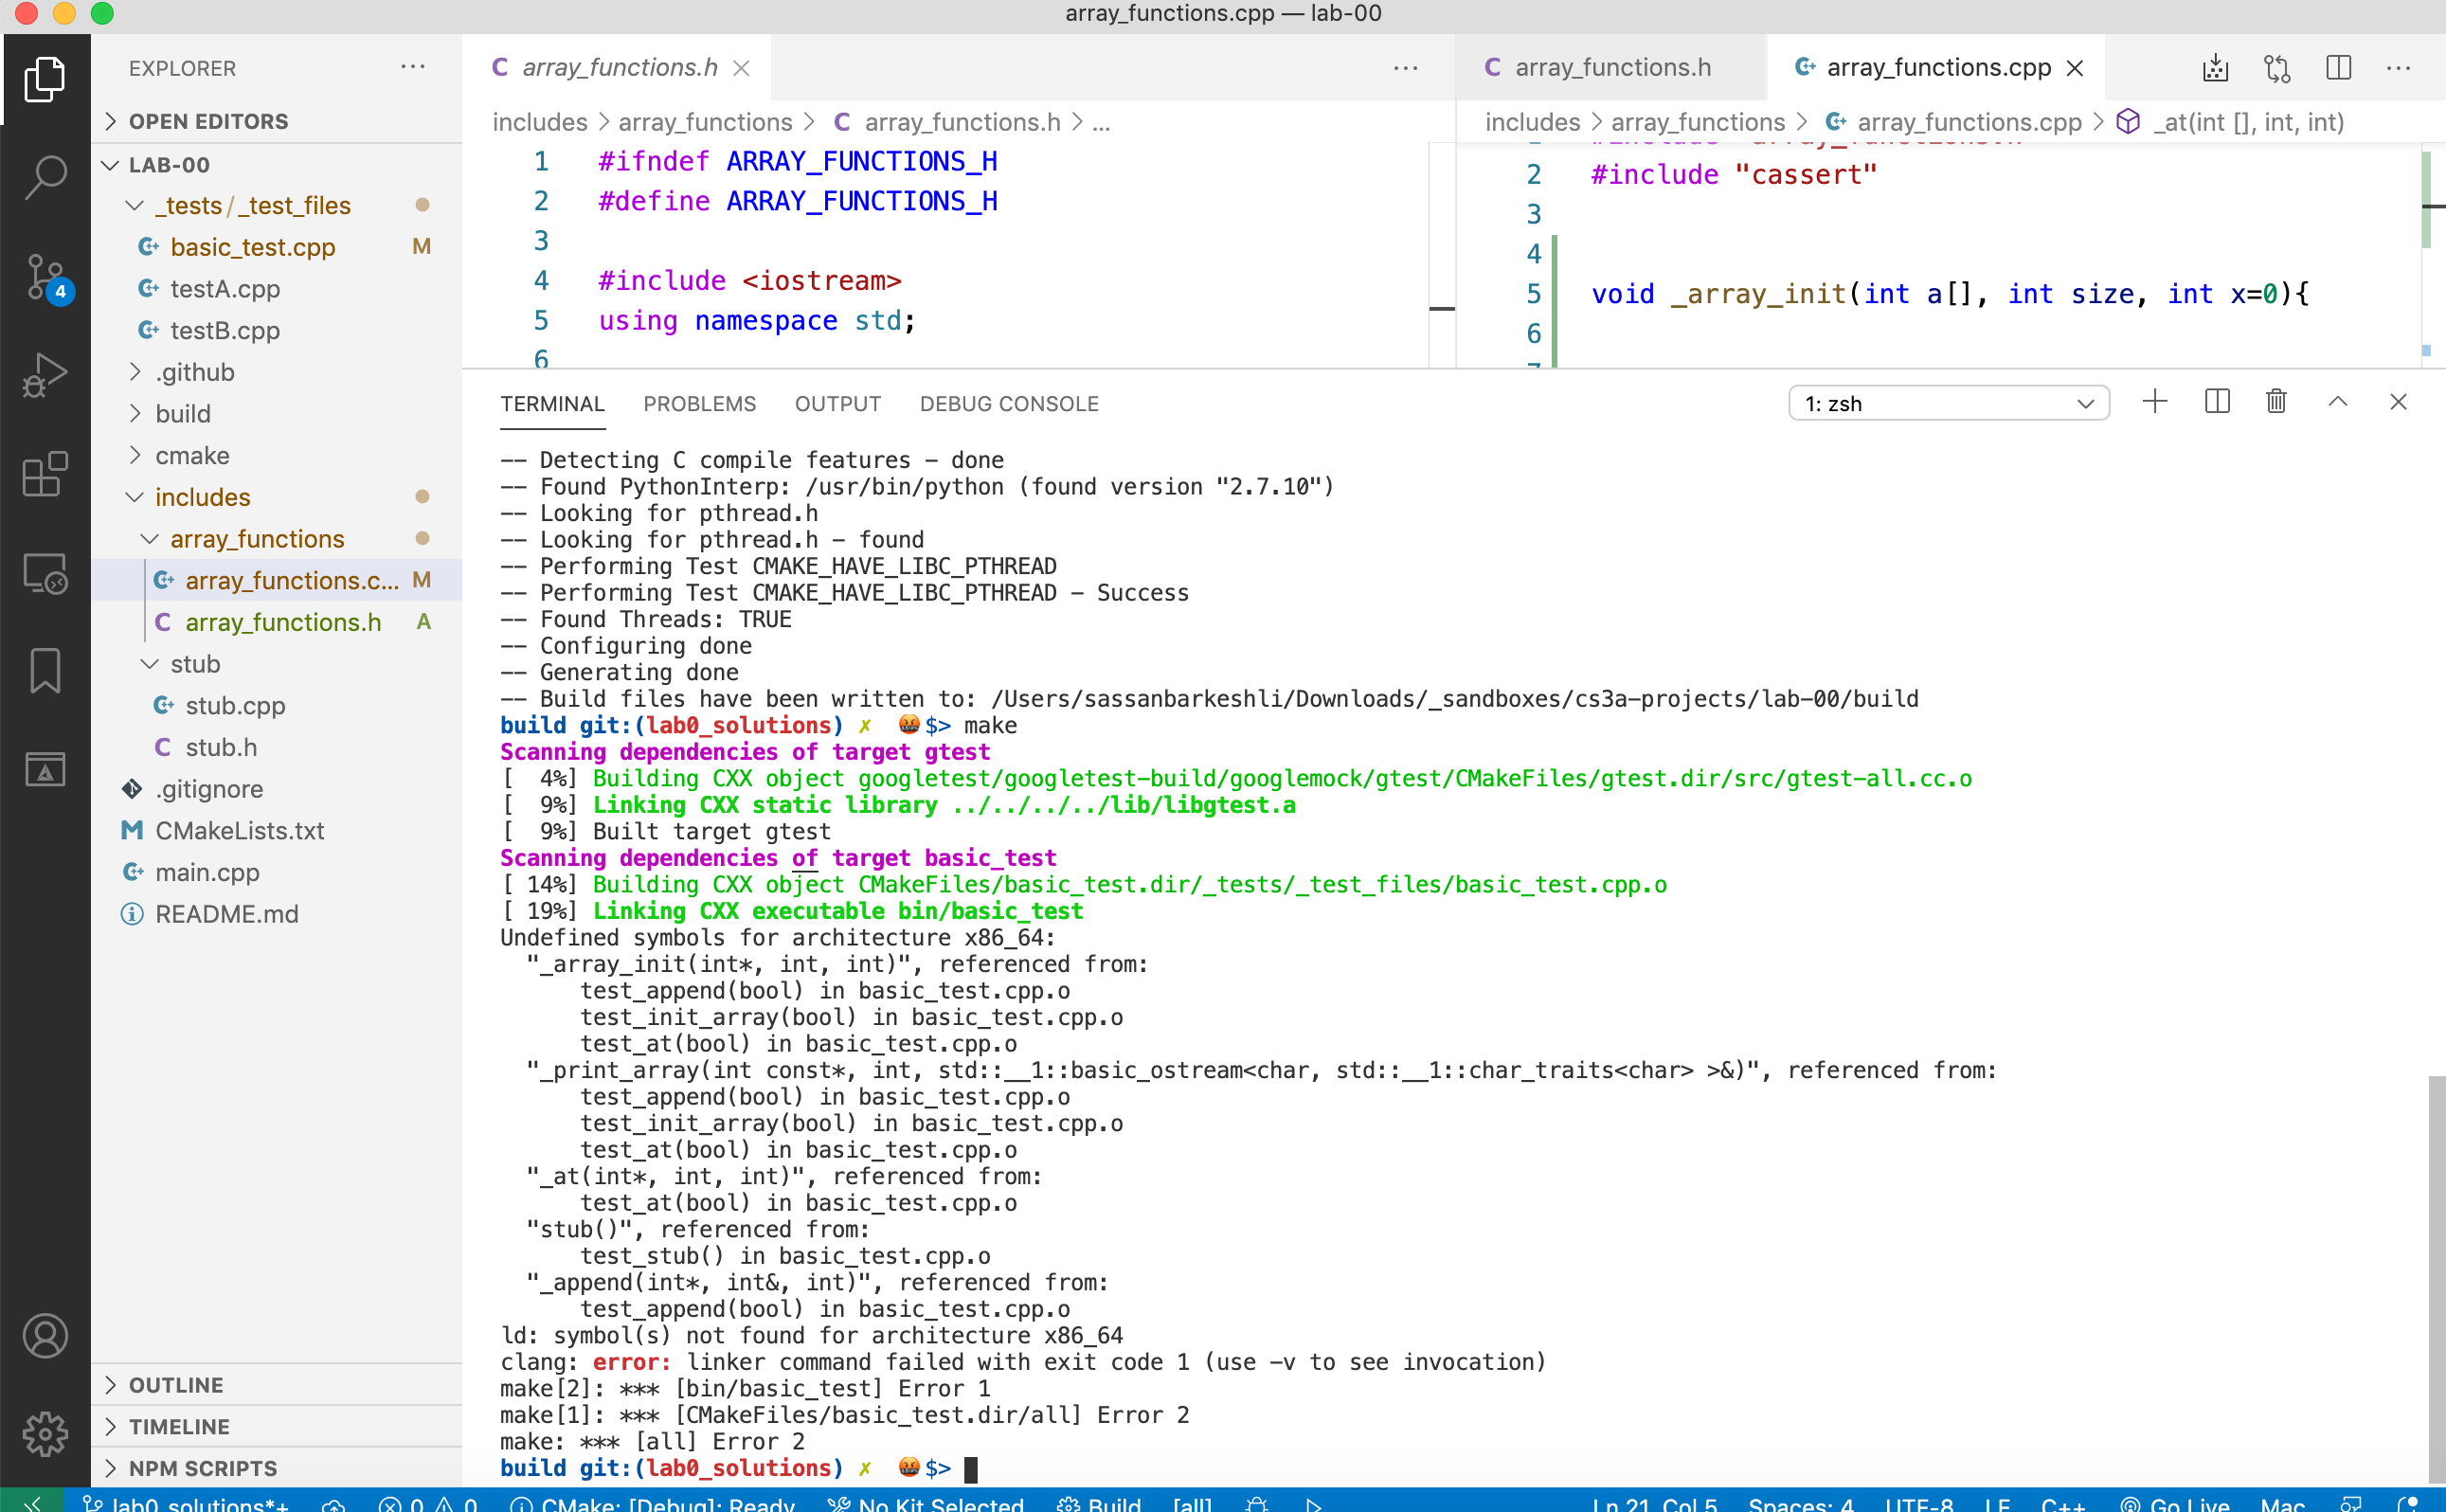 array_functions.cpp — lab-00
EXPLORER
OPEN EDITORS
LAB-00
_tests/_test_files
basic_test.cpp M
testA.cpp
testB.cpp
.github
build
cmake
includes
array_functions
array_functions.c... M
array_functions.h A
stub
stub.cpp
stub.h
.gitignore
CMakeLists.txt
main.cpp
README.md
OUTLINE
TIMELINE
NPM SCRIPTS
4
array_functions.h
includes > array_functions > array_functions.h > ...
1 #ifndef ARRAY_FUNCTIONS_H
2 #define ARRAY_FUNCTIONS_H
3
4 #include <iostream>
5 using namespace std;
6
array_functions.h array_functions.cpp
includes > array_functions > array_functions.cpp > _at(int [], int, int)
2 #include "cassert"
3
4
5 void _array_init(int a[], int size, int x=0){
6
TERMINAL PROBLEMS OUTPUT DEBUG CONSOLE 1: zsh
-- Detecting C compile features - done
-- Found PythonInterp: /usr/bin/python (found version "2.7.10")
-- Looking for pthread.h
-- Looking for pthread.h - found
-- Performing Test CMAKE_HAVE_LIBC_PTHREAD
-- Performing Test CMAKE_HAVE_LIBC_PTHREAD - Success
-- Found Threads: TRUE
-- Configuring done
-- Generating done
-- Build files have been written to: /Users/sassanbarkeshli/Downloads/_sandboxes/cs3a-projects/lab-00/build
build git:(lab0_solutions) ✗ 🤬$> make
Scanning dependencies of target gtest
[  4%] Building CXX object googletest/googletest-build/googlemock/gtest/CMakeFiles/gtest.dir/src/gtest-all.cc.o
[  9%] Linking CXX static library ../../../../lib/libgtest.a
[  9%] Built target gtest
Scanning dependencies of target basic_test
[ 14%] Building CXX object CMakeFiles/basic_test.dir/_tests/_test_files/basic_test.cpp.o
[ 19%] Linking CXX executable bin/basic_test
Undefined symbols for architecture x86_64:
"_array_init(int*, int, int)", referenced from:
test_append(bool) in basic_test.cpp.o
test_init_array(bool) in basic_test.cpp.o
test_at(bool) in basic_test.cpp.o
"_print_array(int const*, int, std::__1::basic_ostream<char, std::__1::char_traits<char> >&)", referenced from:
test_append(bool) in basic_test.cpp.o
test_init_array(bool) in basic_test.cpp.o
test_at(bool) in basic_test.cpp.o
"_at(int*, int, int)", referenced from:
test_at(bool) in basic_test.cpp.o
"stub()", referenced from:
test_stub() in basic_test.cpp.o
"_append(int*, int&, int)", referenced from:
test_append(bool) in basic_test.cpp.o
ld: symbol(s) not found for architecture x86_64
clang: error: linker command failed with exit code 1 (use -v to see invocation)
make[2]: *** [bin/basic_test] Error 1
make[1]: *** [CMakeFiles/basic_test.dir/all] Error 2
make: *** [all] Error 2
build git:(lab0_solutions) ✗ 🤬$>
lab0_solutions*+ 0 0 CMake: [Debug]: Ready No Kit Selected Build [all] Ln 21, Col 5 Spaces: 4 UTF-8 LF C++ Go Live Mac